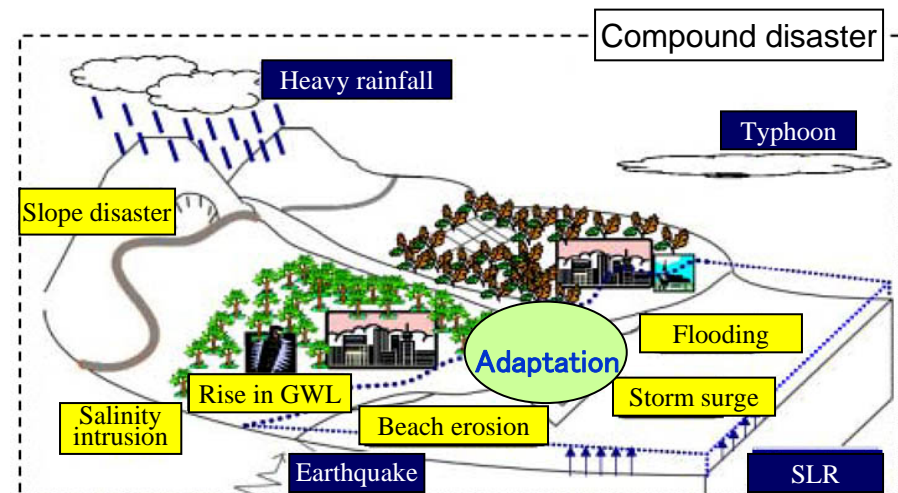 Compound disaster
Heavy rainfall
Typhoon
Slope disaster
Flooding
Adaptation
Rise in GWL
Storm surge
Salinity
intrusion
Beach erosion
Earthquake
SLR